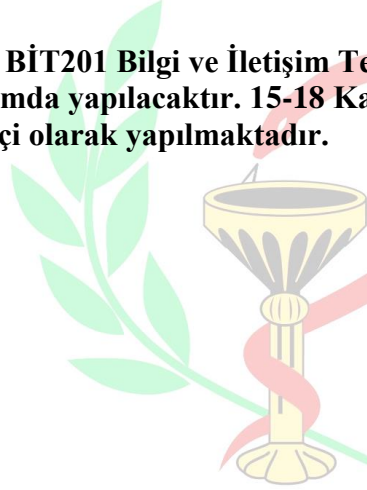 BİT201 Bilgi ve İletişim Te
mda yapılacaktır. 15-18 Ka
çi olarak yapılmaktadır.